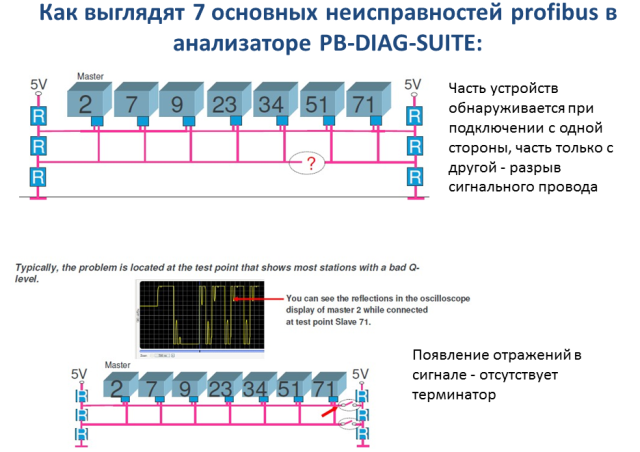 Как выглядят 7 основных неисправностей profibus в
анализаторе PB-DIAG-SUITE:
Master
5V
5V
2 7 9 23 34 51 71
R
R
R
R
R
R
?
Часть устройств
обнаруживается при
подключении с одной
стороны, часть только с
другой - разрыв
сигнального провода
Typically, the problem is located at the test point that shows most stations with a bad Q-
level.
You can see the reflections in the oscilloscope
display of master 2 while connected
at test point Slave 71.
Master
5V
5V
2 7 9 23 34 51 71
R
R
R
R
R
R
Появление отражений в
сигнале - отсутствует
терминатор